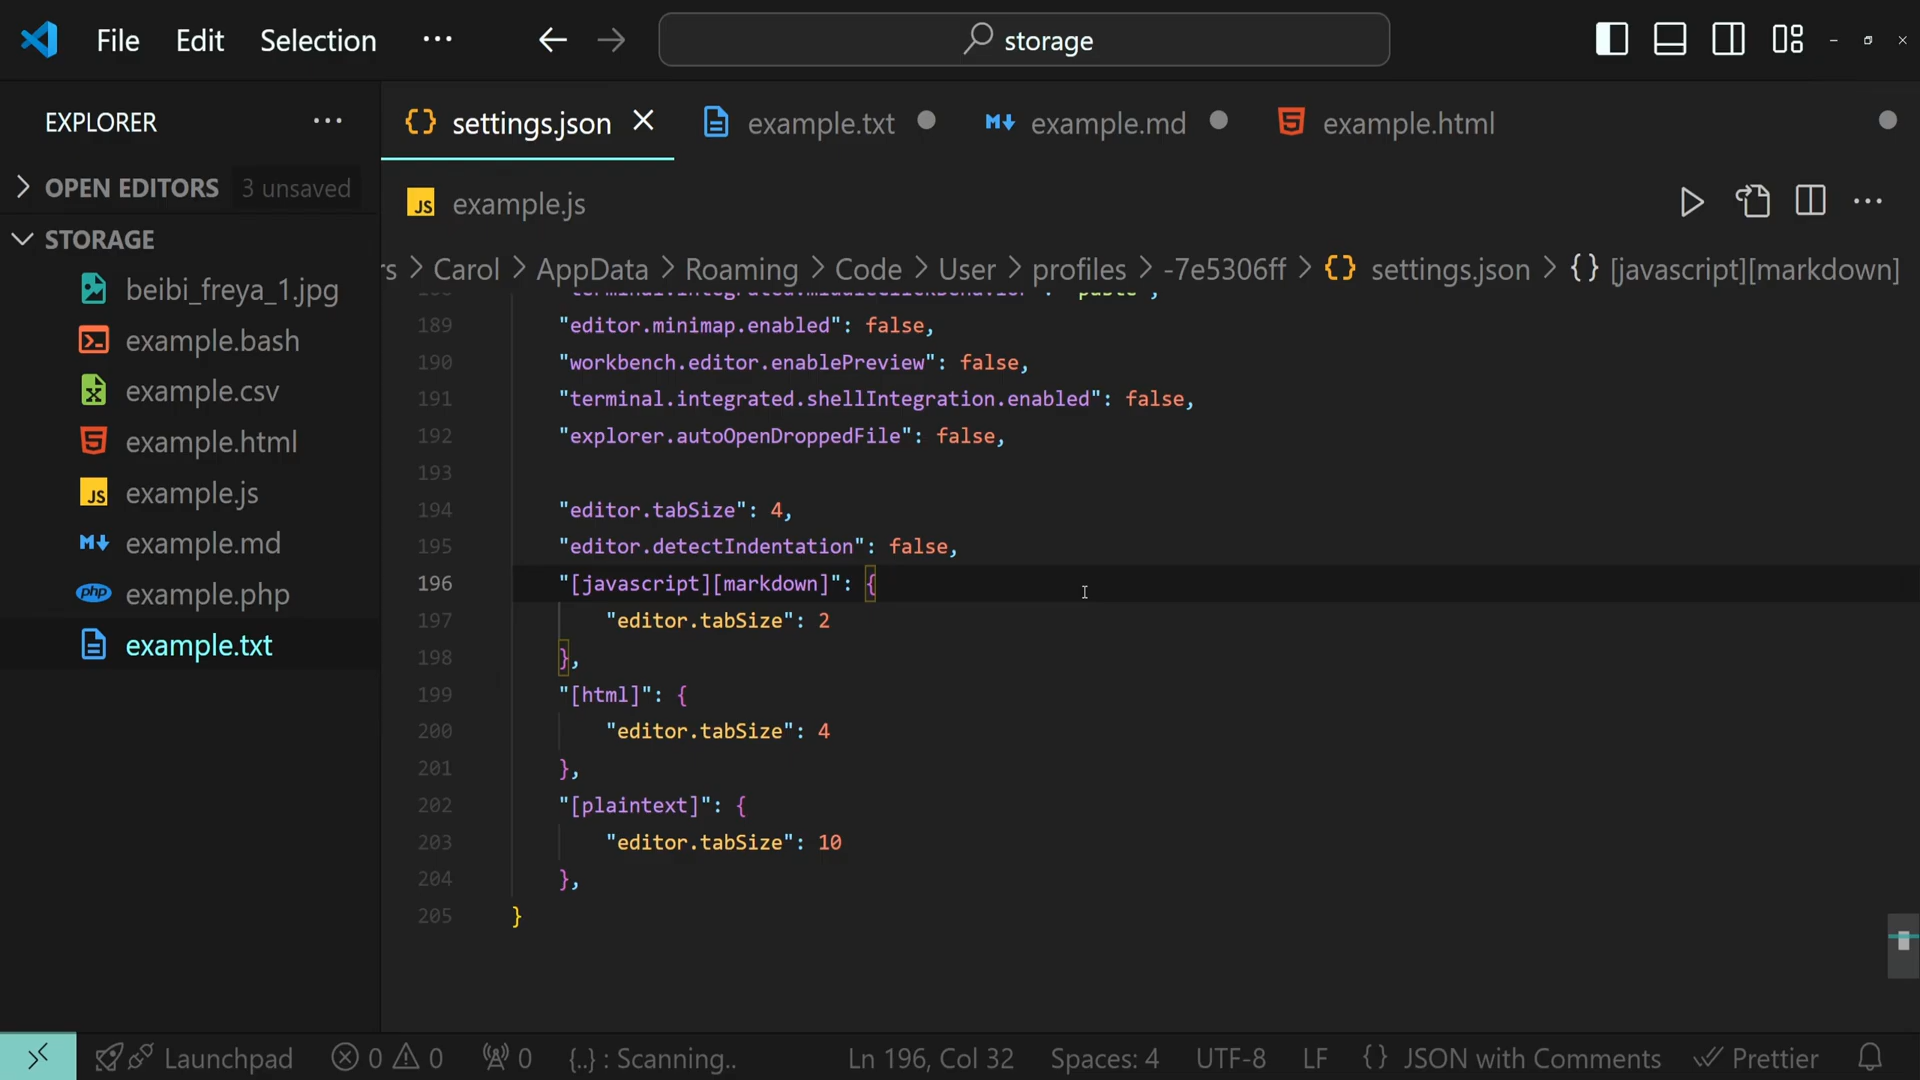 File Edit Selection ··· storage
EXPLORER ···
OPEN EDITORS 3 unsaved
STORAGE
beibi_freya_1.jpg
example.bash
example.csv
example.html
JS example.js
M example.md
php example.php
example.txt
{} settings.json example.txt M example.md 5 example.html
JS example.js
rs > Carol > AppData > Roaming > Code > User > profiles > -7e5306ff > {} settings.json > {} [javascript][markdown]
189 "editor.minimap.enabled": false,
190 "workbench.editor.enablePreview": false,
191 "terminal.integrated.shellIntegration.enabled": false,
192 "explorer.autoOpenDroppedFile": false,
193
194 "editor.tabSize": 4,
195 "editor.detectIndentation": false,
196 "[javascript][markdown]": {
197 "editor.tabSize": 2
198 },
199 "[html]": {
200 "editor.tabSize": 4
201 },
202 "[plaintext]": {
203 "editor.tabSize": 10
204 },
205 }
Launchpad 0 0 0 {..} : Scanning.. Ln 196, Col 32 Spaces: 4 UTF-8 LF {} JSON with Comments Prettier